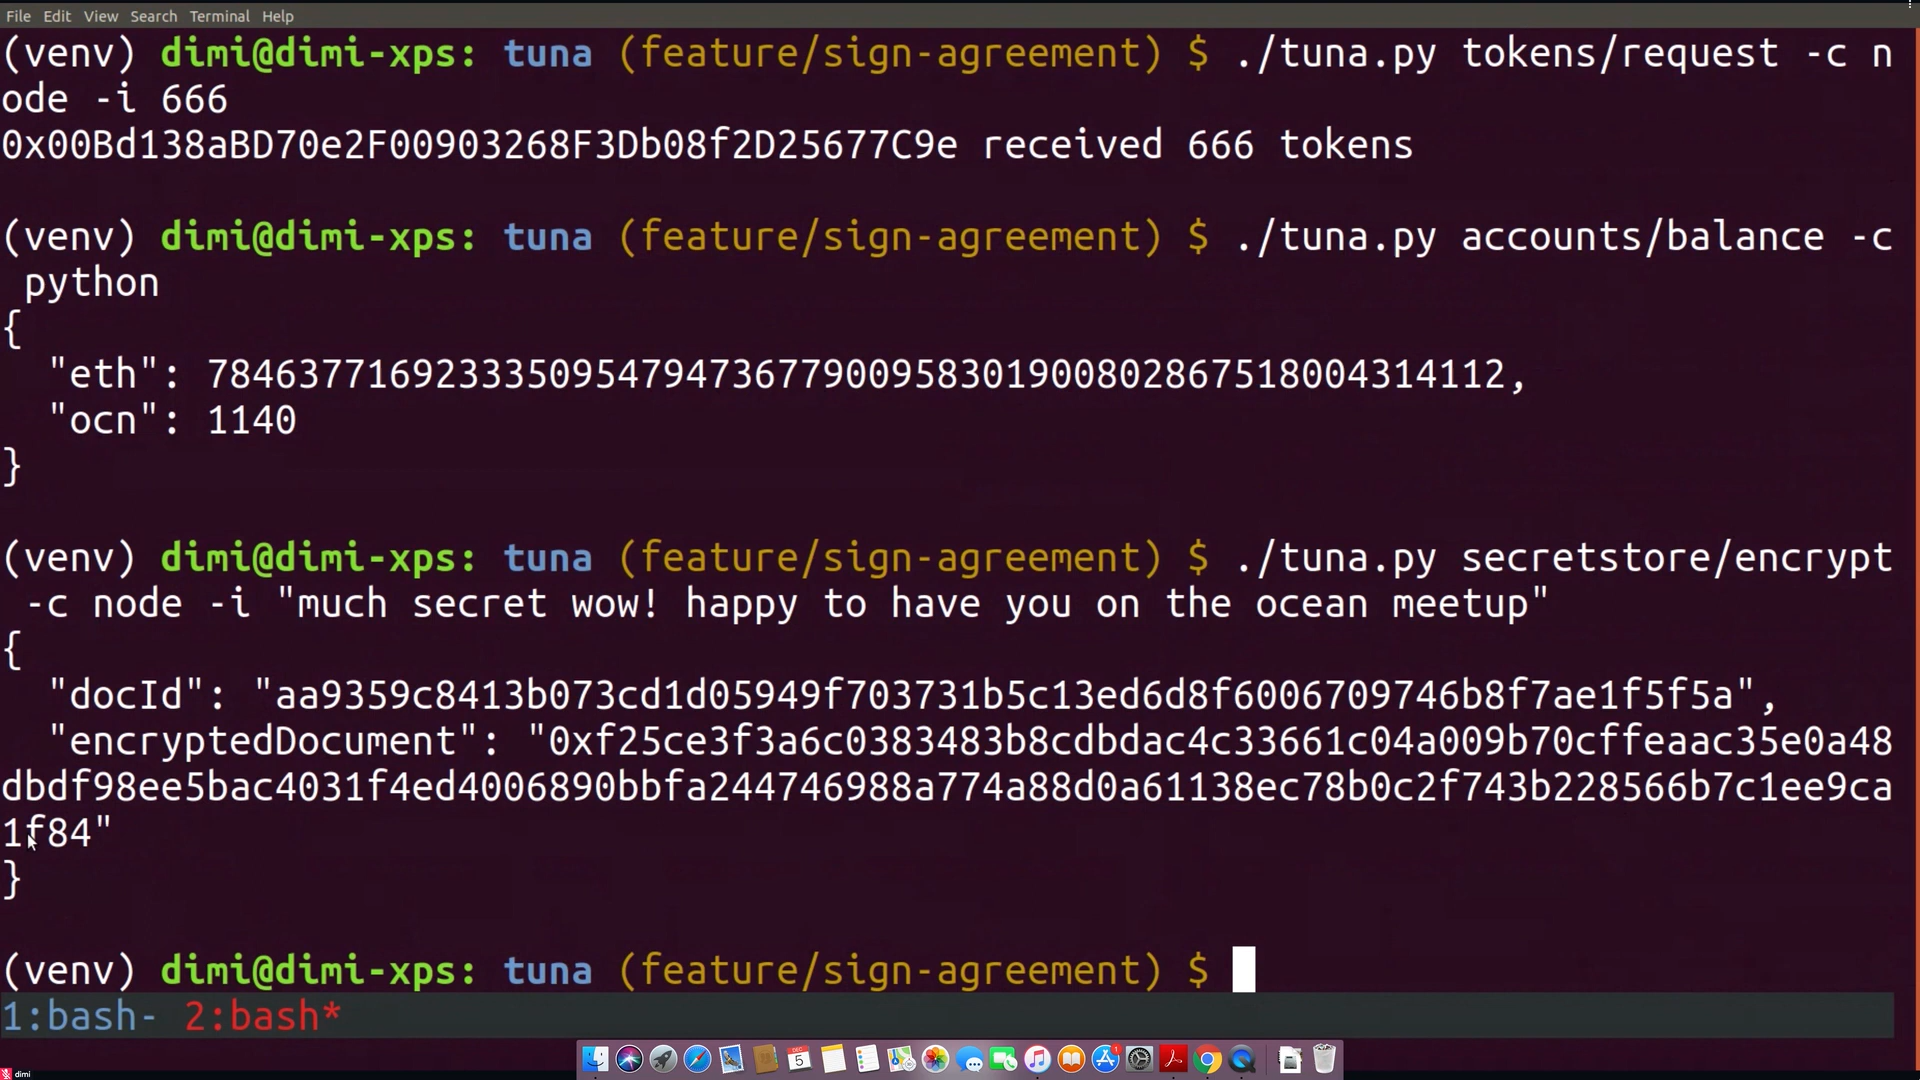 File Edit View Search Terminal Help
(venv) dimi@dimi-xps: tuna (feature/sign-agreement) $ ./tuna.py tokens/request -c n
ode -i 666
0x00Bd138aBD70e2F00903268F3Db08f2D25677C9e received 666 tokens
(venv) dimi@dimi-xps: tuna (feature/sign-agreement) $ ./tuna.py accounts/balance -c
python
{
"eth": 784637716923335095479473677900958301900802867518004314112,
"ocn": 1140
}
(venv) dimi@dimi-xps: tuna (feature/sign-agreement) $ ./tuna.py secretstore/encrypt
-c node -i "much secret wow! happy to have you on the ocean meetup"
{
"docId": "aa9359c8413b073cd1d05949f703731b5c13ed6d8f6006709746b8f7ae1f5f5a",
"encryptedDocument": "0xf25ce3f3a6c0383483b8cdbdac4c33661c04a009b70cffeaac35e0a48
dbdf98ee5bac4031f4ed4006890bbfa244746988a774a88d0a61138ec78b0c2f743b228566b7c1ee9ca
1f84"
}
(venv) dimi@dimi-xps: tuna (feature/sign-agreement) $
1:bash- 2:bash*
DEC
5
1
dimi